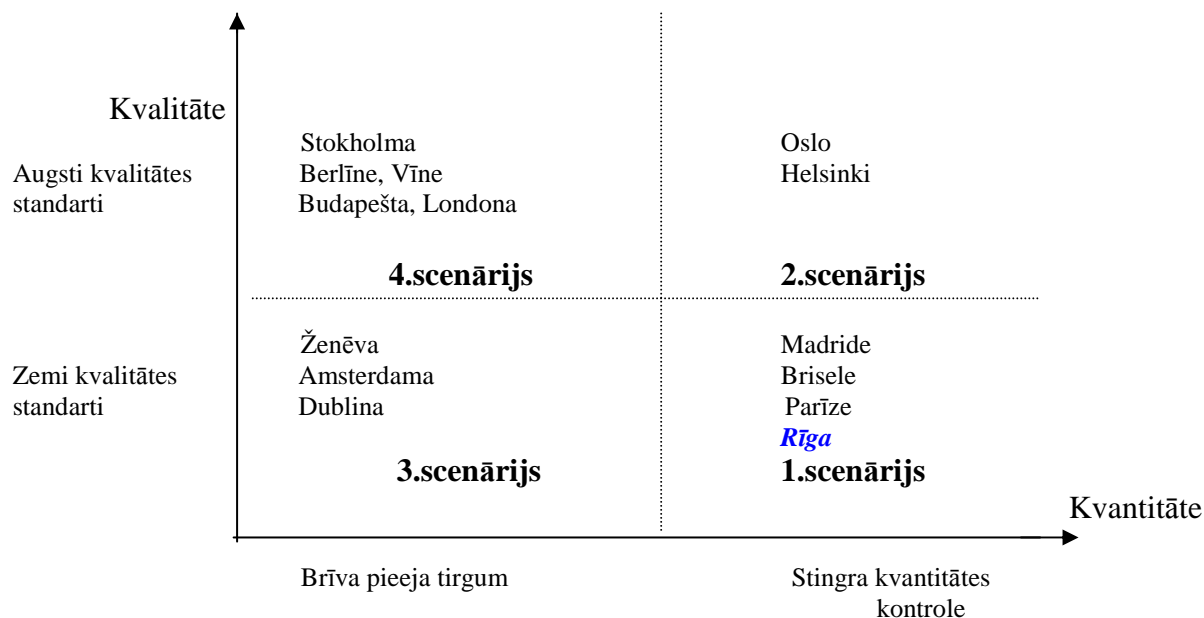 Kvalitāte
Augsti kvalitātes
standarti
Stokholma
Berlīne, Vīne
Budapešta, Londona
4.scenārijs
Oslo
Helsinki
2.scenārijs
Zemi kvalitātes
standarti
Ženēva
Amsterdama
Dublina
3.scenārijs
Madride
Brisele
Parīze
Rīga
1.scenārijs
Kvantitāte
Brīva pieeja tirgum
Stingra kvantitātes
kontrole